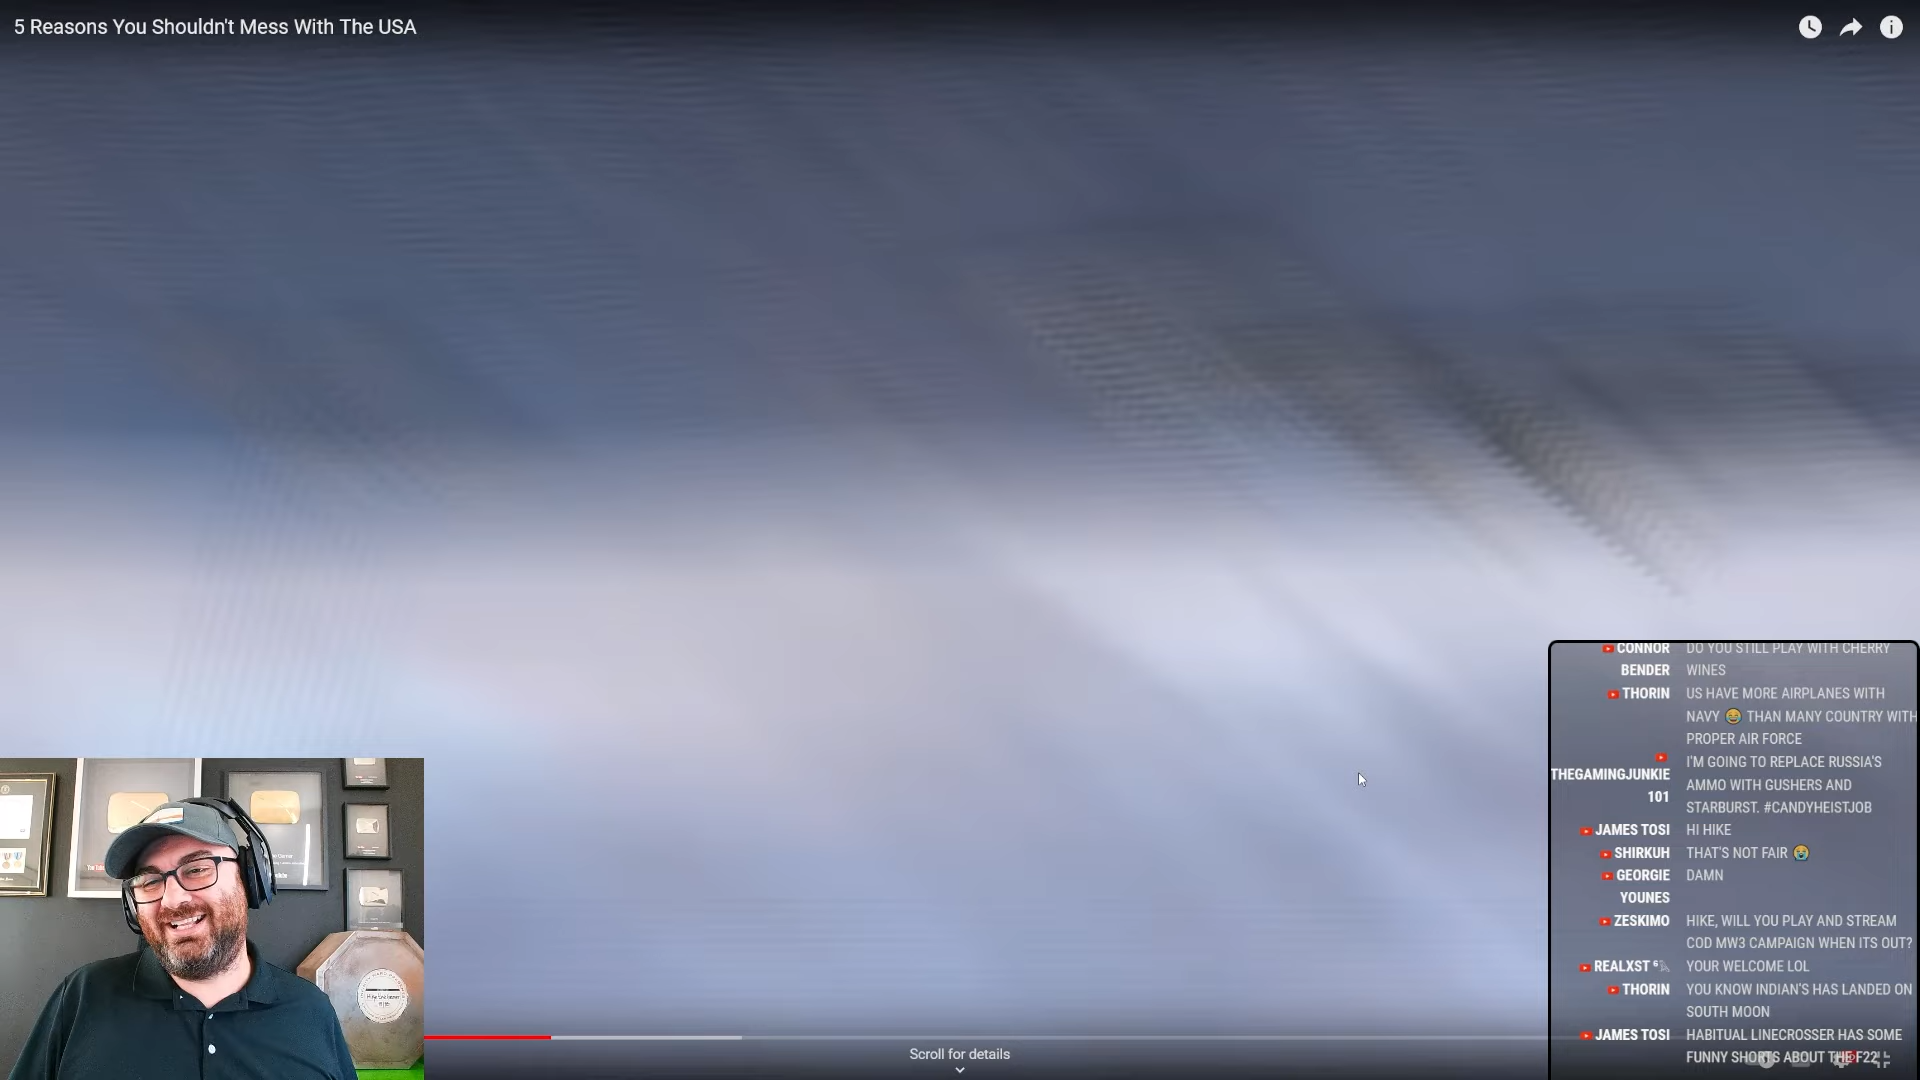 5 Reasons You Shouldn't Mess With The USA
CONNOR BENDER DO YOU STILL PLAY WITH CHERRY
WINES
THORIN US HAVE MORE AIRPLANES WITH
NAVY 😂 THAN MANY COUNTRY WITH
PROPER AIR FORCE
THEGAMINGJUNKIE 101 I'M GOING TO REPLACE RUSSIA'S
AMMO WITH GUSHERS AND
STARBURST. #CANDYHEISTJOB
JAMES TOSI HI HIKE
SHIRKUH THAT'S NOT FAIR 😭
GEORGIE YOUNES DAMN
ZESKIMO HIKE, WILL YOU PLAY AND STREAM
COD MW3 CAMPAIGN WHEN ITS OUT?
REALXST YOUR WELCOME LOL
THORIN YOU KNOW INDIAN'S HAS LANDED ON
SOUTH MOON
JAMES TOSI HABITUAL LINECROSSER HAS SOME
FUNNY SHORTS ABOUT THE F22
Scroll for details